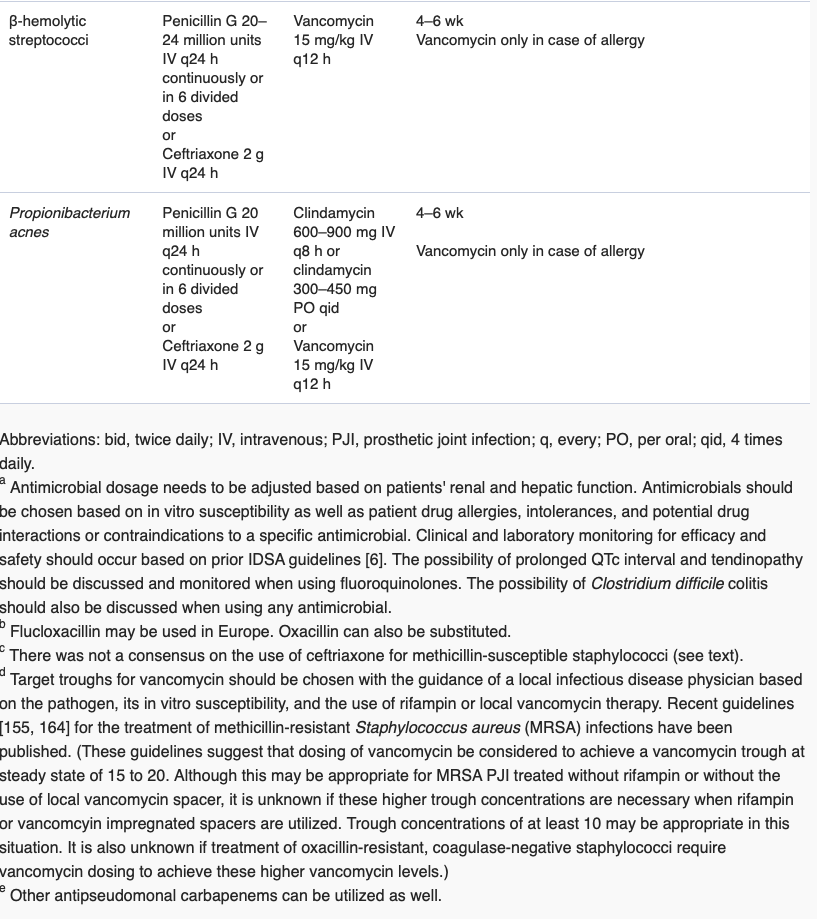 β-hemolytic
streptococci
Penicillin G 20–
24 million units
IV q24 h
continuously or
in 6 divided
doses
or
Ceftriaxone 2 g
IV q24 h
Vancomycin
15 mg/kg IV
q12 h
4–6 wk
Vancomycin only in case of allergy
Propionibacterium
acnes
Penicillin G 20
million units IV
q24 h
continuously or
in 6 divided
doses
or
Ceftriaxone 2 g
IV q24 h
Clindamycin
600–900 mg IV
q8 h or
clindamycin
300–450 mg
PO qid
or
Vancomycin
15 mg/kg IV
q12 h
4–6 wk
Vancomycin only in case of allergy
Abbreviations: bid, twice daily; IV, intravenous; PJI, prosthetic joint infection; q, every; PO, per oral; qid, 4 times
daily.
a Antimicrobial dosage needs to be adjusted based on patients' renal and hepatic function. Antimicrobials should
be chosen based on in vitro susceptibility as well as patient drug allergies, intolerances, and potential drug
interactions or contraindications to a specific antimicrobial. Clinical and laboratory monitoring for efficacy and
safety should occur based on prior IDSA guidelines [6]. The possibility of prolonged QTc interval and tendinopathy
should be discussed and monitored when using fluoroquinolones. The possibility of Clostridium difficile colitis
should also be discussed when using any antimicrobial.
b Flucloxacillin may be used in Europe. Oxacillin can also be substituted.
c There was not a consensus on the use of ceftriaxone for methicillin-susceptible staphylococci (see text).
d Target troughs for vancomycin should be chosen with the guidance of a local infectious disease physician based
on the pathogen, its in vitro susceptibility, and the use of rifampin or local vancomycin therapy. Recent guidelines
[155, 164] for the treatment of methicillin-resistant Staphylococcus aureus (MRSA) infections have been
published. (These guidelines suggest that dosing of vancomycin be considered to achieve a vancomycin trough at
steady state of 15 to 20. Although this may be appropriate for MRSA PJI treated without rifampin or without the
use of local vancomycin spacer, it is unknown if these higher trough concentrations are necessary when rifampin
or vancomcyin impregnated spacers are utilized. Trough concentrations of at least 10 may be appropriate in this
situation. It is also unknown if treatment of oxacillin-resistant, coagulase-negative staphylococci require
vancomycin dosing to achieve these higher vancomycin levels.)
e Other antipseudomonal carbapenems can be utilized as well.